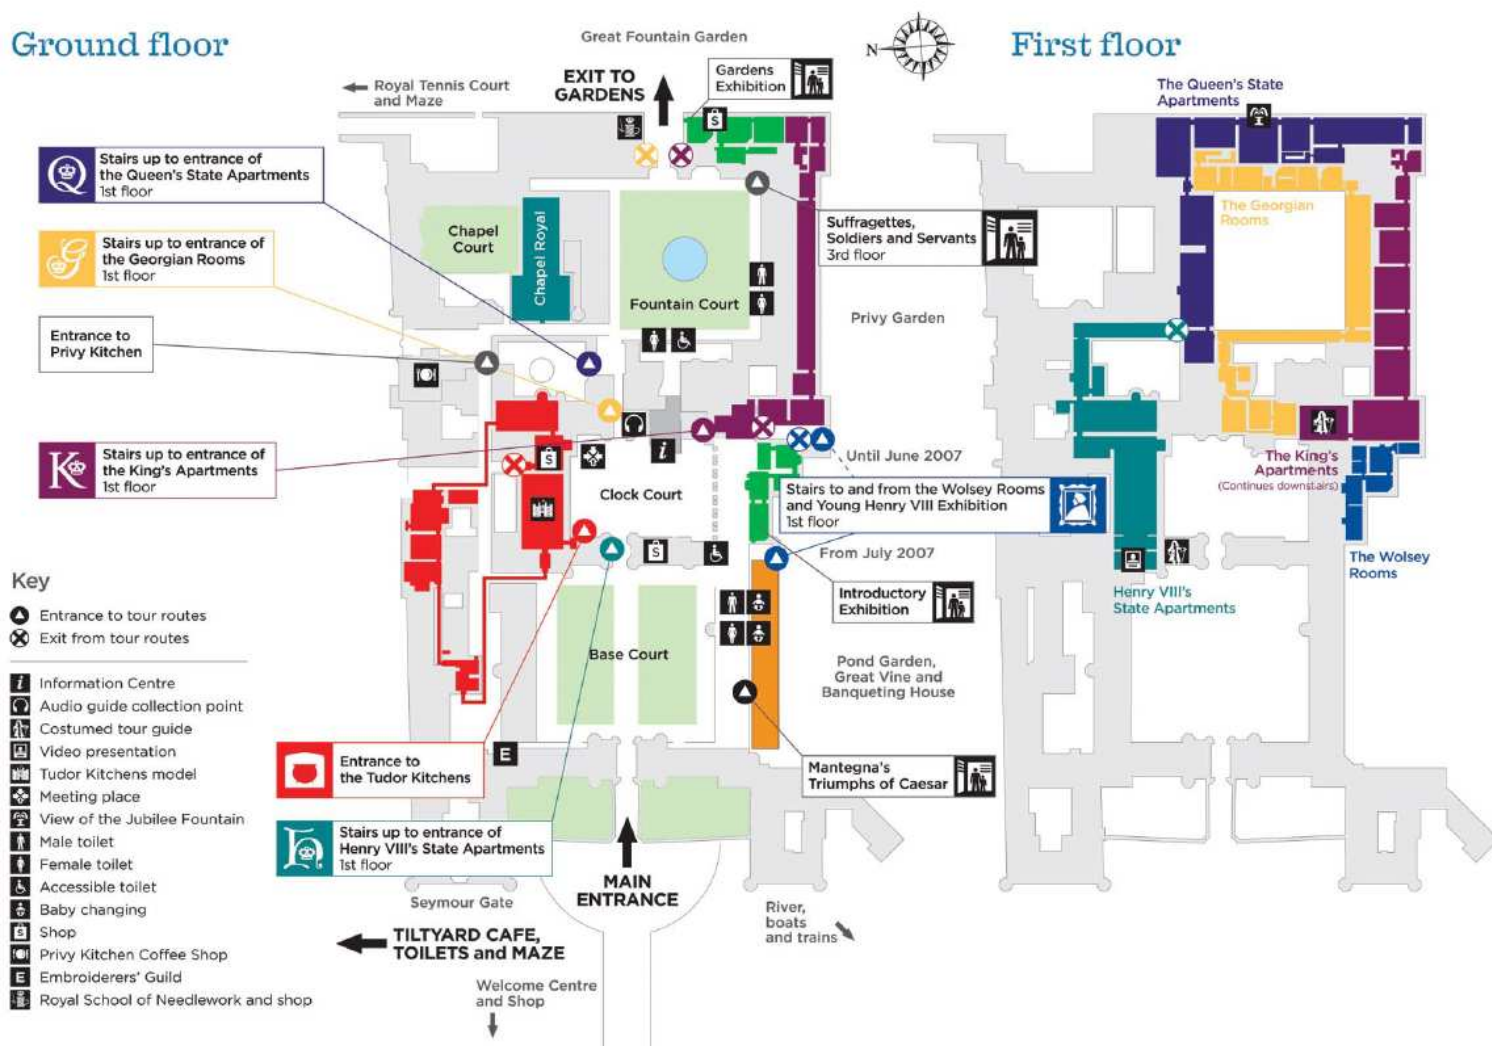 Ground floor
Great Fountain Garden
N
First floor
Royal Tennis Court
and Maze
EXIT TO
GARDENS
Gardens
Exhibition
The Queen's State
Apartments
S
Q
Stairs up to entrance of
the Queen's State Apartments
1st floor
Chapel
Court
Chapel Royal
Suffragettes,
Soldiers and Servants
3rd floor
The Georgian
Rooms
G
Stairs up to entrance of
the Georgian Rooms
1st floor
Fountain Court
Privy Garden
Entrance to
Privy Kitchen
K
Stairs up to entrance of
the King's Apartments
1st floor
S
i
Until June 2007
The King's
Apartments
(Continues downstairs)
Clock Court
Stairs to and from the Wolsey Rooms
and Young Henry VIII Exhibition
1st floor
S
From July 2007
The Wolsey
Rooms
Introductory
Exhibition
Henry VIII's
State Apartments
Base Court
Pond Garden,
Great Vine and
Banqueting House
Key
Entrance to tour routes
Exit from tour routes
i Information Centre
Audio guide collection point
Costumed tour guide
Video presentation
Tudor Kitchens model
Meeting place
View of the Jubilee Fountain
Male toilet
Female toilet
Accessible toilet
Baby changing
S Shop
Privy Kitchen Coffee Shop
E Embroiderers' Guild
Royal School of Needlework and shop
Entrance to
the Tudor Kitchens
E
Mantegna's
Triumphs of Caesar
h
Stairs up to entrance of
Henry VIII's State Apartments
1st floor
MAIN
ENTRANCE
Seymour Gate
River,
boats
and trains
TILTYARD CAFE,
TOILETS and MAZE
Welcome Centre
and Shop